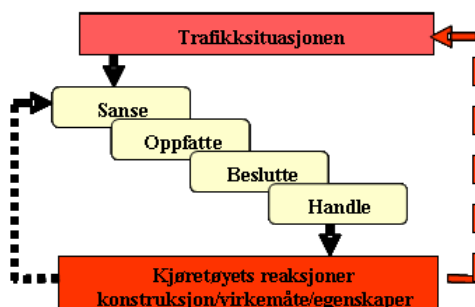 Trafikksituasjonen
Sanse
Oppfatte
Beslutte
Handle
Kjøretøyets reaksjoner
konstruksjon/virkemåte/egenskaper